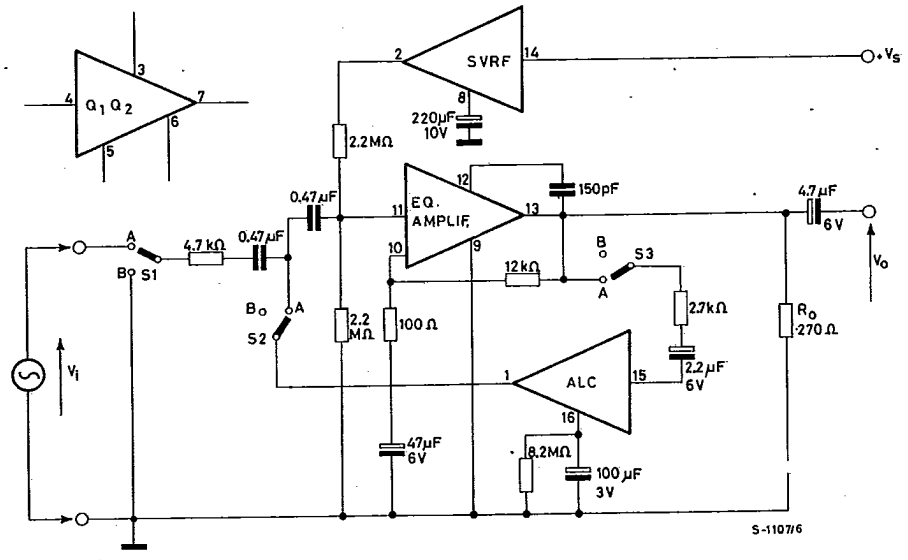 3
4
Q1 Q2
7
6
5
2
SVRF
14
+Vs
8
220µF
10V
2.2MΩ
12
150pF
4.7µF
6V
0.47µF
11
EQ.
AMPLIF.
13
10
9
A
4.7kΩ
0.47µF
B
S1
B
A
S2
12kΩ
B
S3
A
Vo
2.2
MΩ
100Ω
2.7kΩ
Ro
270Ω
Vi
1
ALC
15
2.2µF
6V
16
47µF
6V
8.2MΩ
100µF
3V
S-1107/6